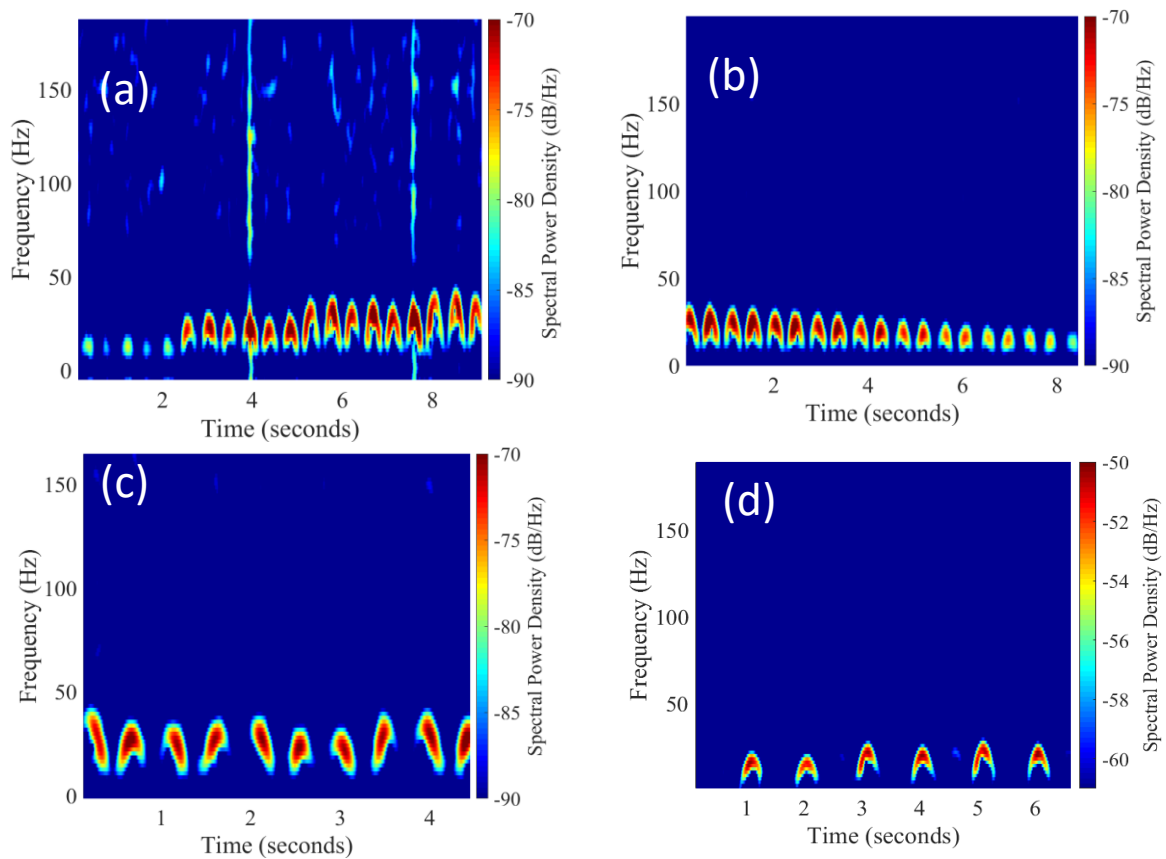 (a)
150
100
50
0
Frequency (Hz)
2 4 6 8
Time (seconds)
-70
-75
-80
-85
-90
Spectral Power Density (dB/Hz)
(b)
150
100
50
0
Frequency (Hz)
2 4 6 8
Time (seconds)
-70
-75
-80
-85
-90
Spectral Power Density (dB/Hz)
(c)
150
100
50
0
Frequency (Hz)
1 2 3 4
Time (seconds)
-70
-75
-80
-85
-90
Spectral Power Density (dB/Hz)
(d)
150
100
50
Frequency (Hz)
1 2 3 4 5 6
Time (seconds)
-50
-52
-54
-56
-58
-60
Spectral Power Density (dB/Hz)